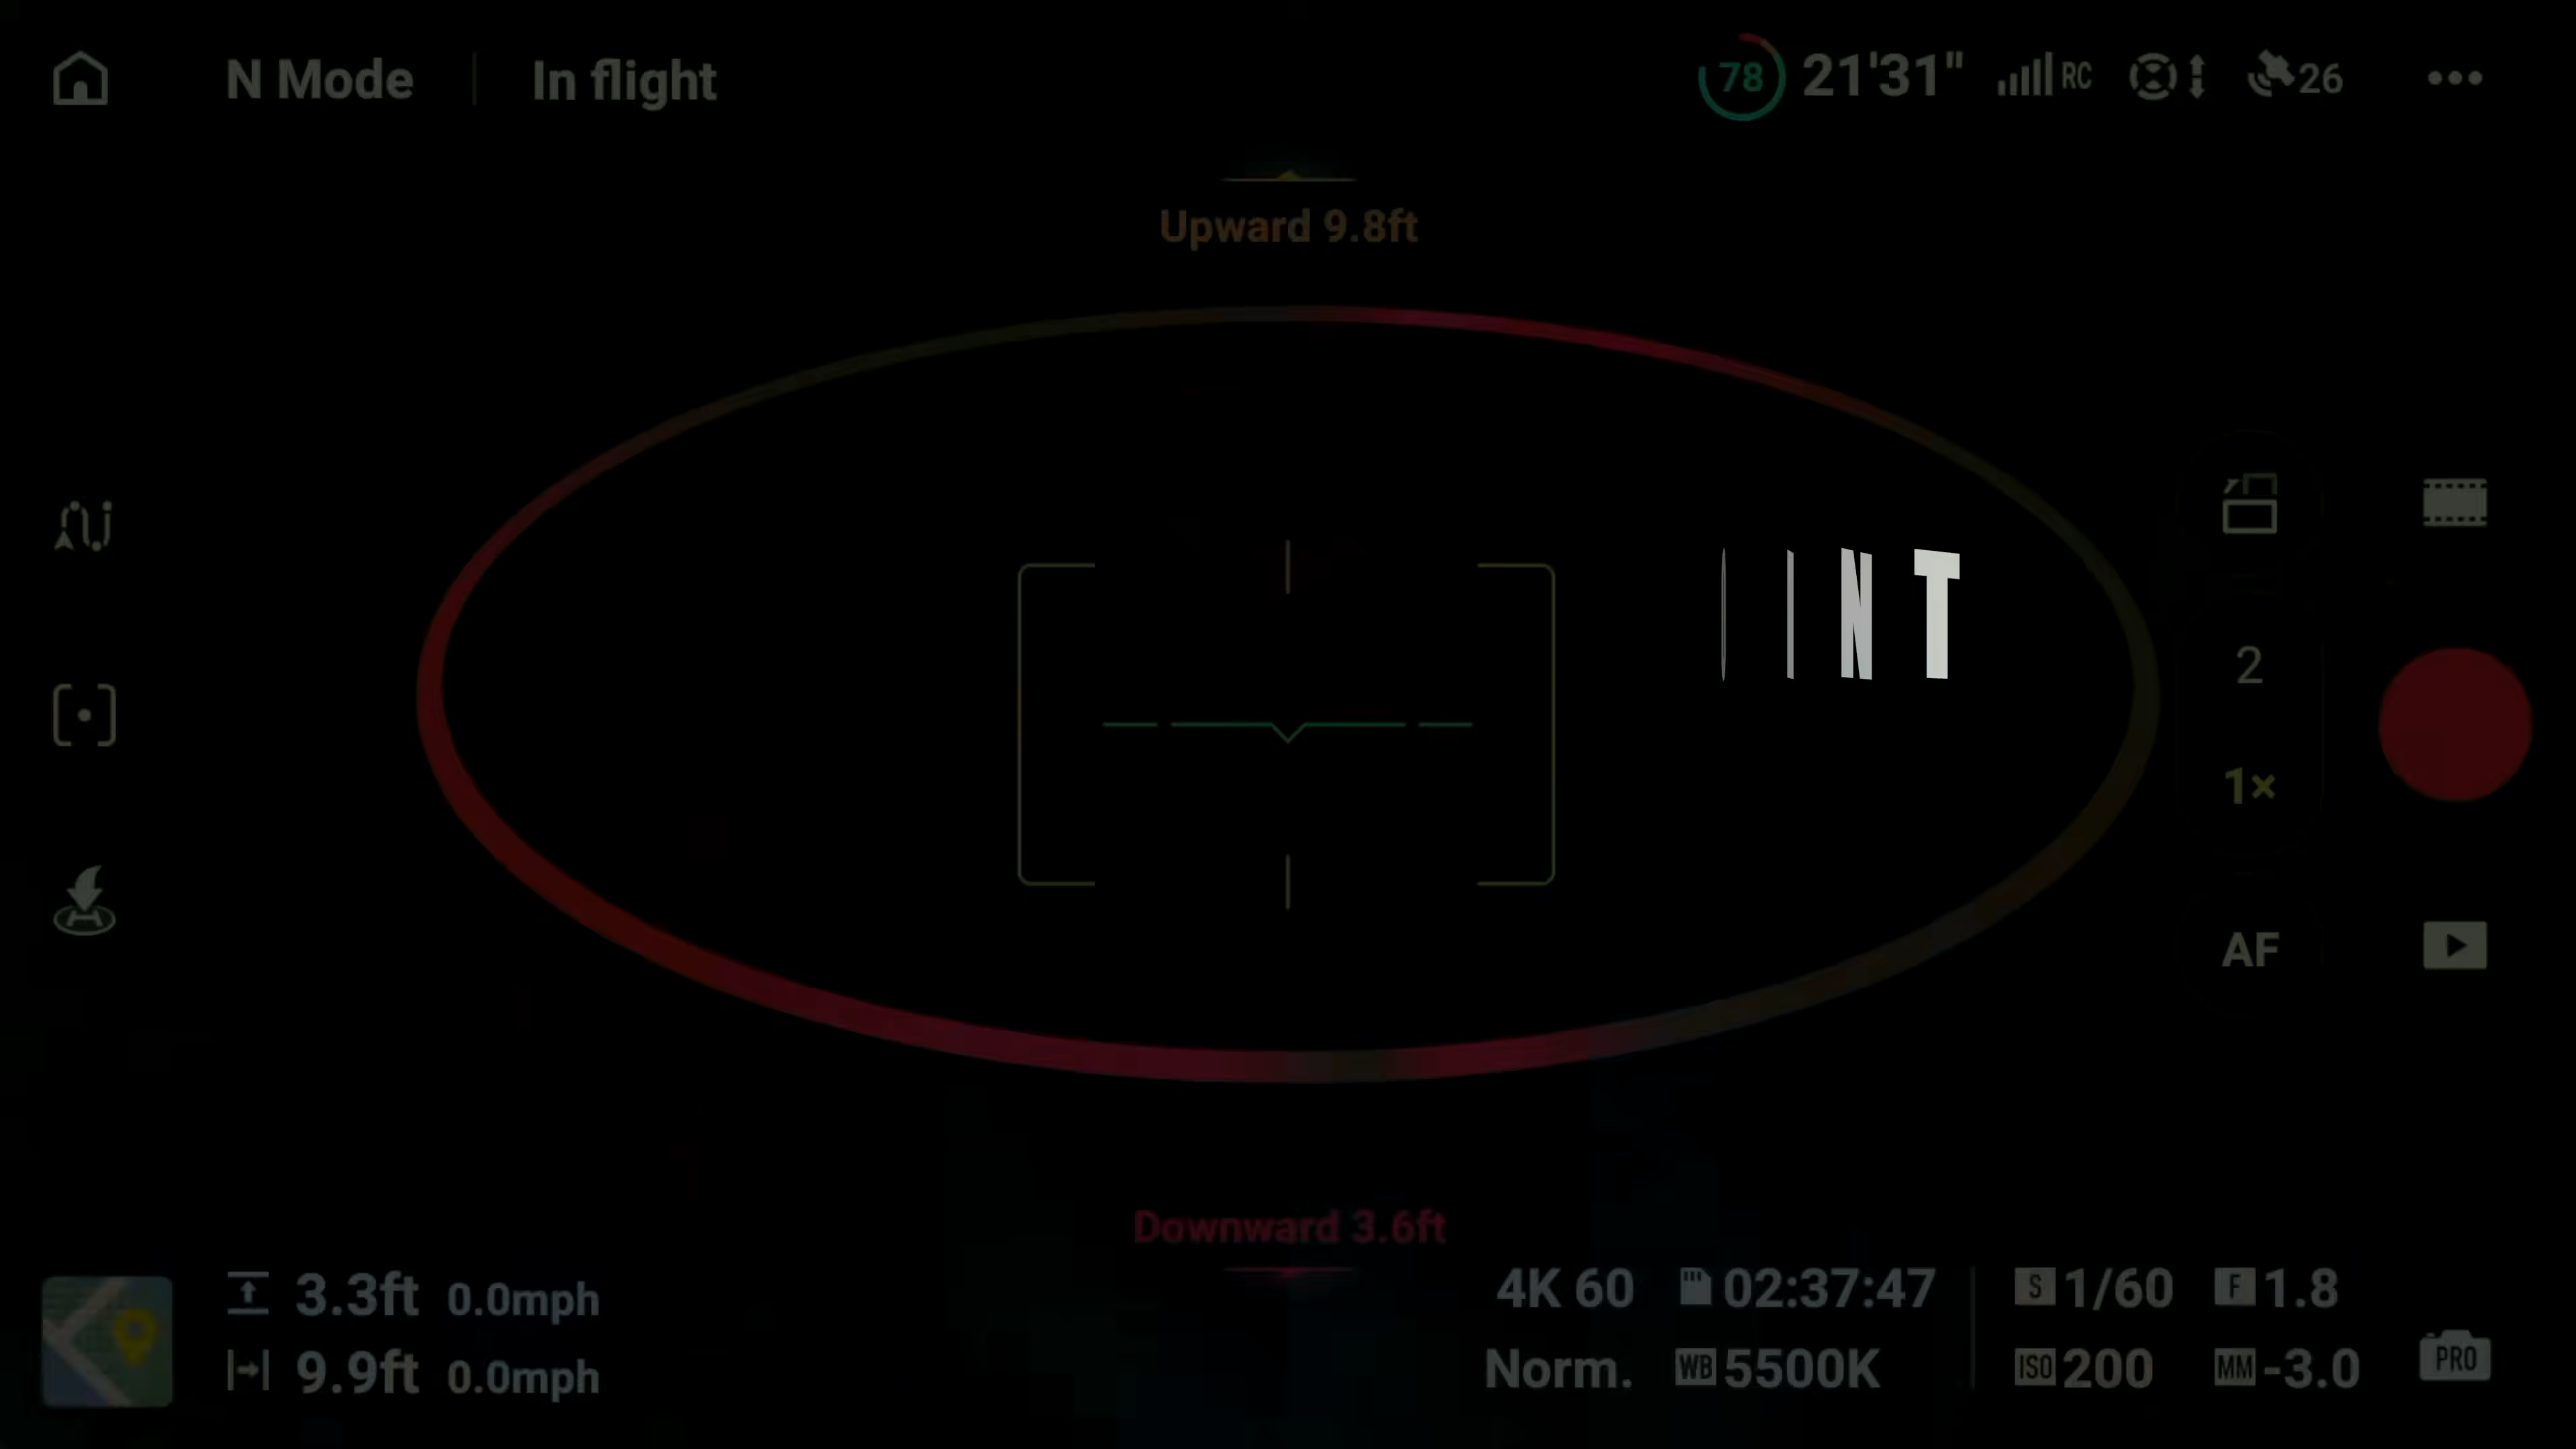 N Mode In flight 78 21'31" RC 26
Upward 9.8ft
INT
2
1×
AF
Downward 3.6ft
3.3ft 0.0mph 4K 60 02:37:47 S 1/60 F 1.8
9.9ft 0.0mph Norm. WB 5500K ISO 200 MM -3.0 PRO